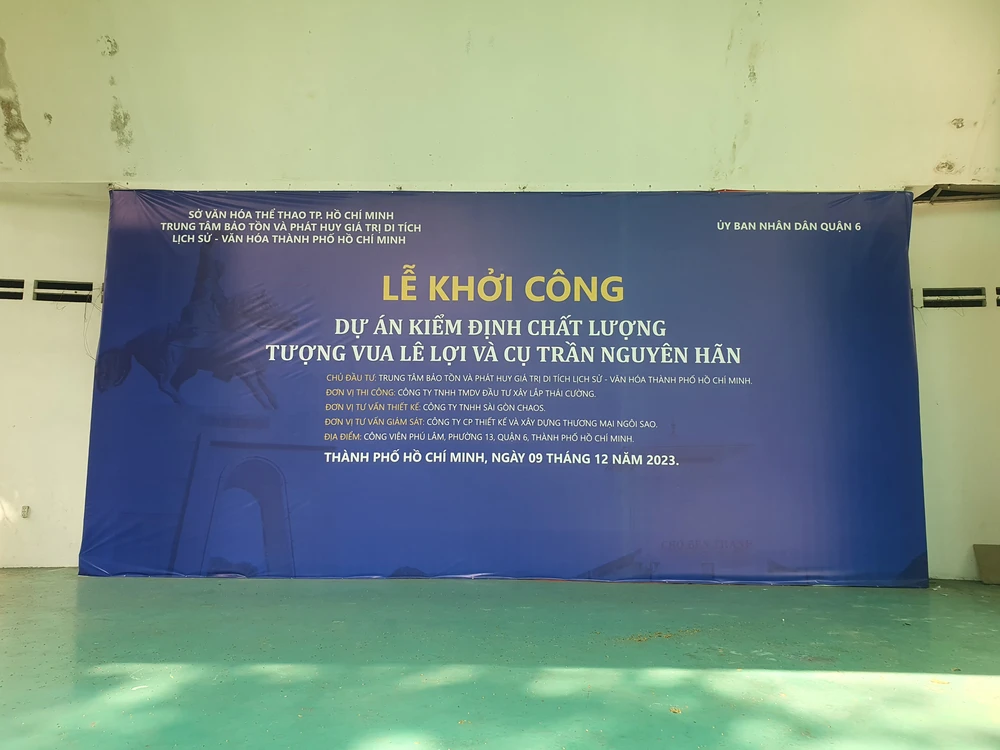 SỞ VĂN HÓA THỂ THAO TP. HỒ CHÍ MINH
TRUNG TÂM BẢO TỒN VÀ PHÁT HUY GIÁ TRỊ DI TÍCH
LỊCH SỬ - VĂN HÓA THÀNH PHỐ HỒ CHÍ MINH
ỦY BAN NHÂN DÂN QUẬN 6
LỄ KHỞI CÔNG
DỰ ÁN KIỂM ĐỊNH CHẤT LƯỢNG
TƯỢNG VUA LÊ LỢI VÀ CỤ TRẦN NGUYÊN HÃN
CHỦ ĐẦU TƯ: TRUNG TÂM BẢO TỒN VÀ PHÁT HUY GIÁ TRỊ DI TÍCH LỊCH SỬ - VĂN HÓA THÀNH PHỐ HỒ CHÍ MINH.
ĐƠN VỊ THI CÔNG: CÔNG TY TNHH TMDV ĐẦU TƯ XÂY LẮP THÁI CƯỜNG.
ĐƠN VỊ TƯ VẤN THIẾT KẾ: CÔNG TY TNHH SÀI GÒN CHAOS.
ĐƠN VỊ TƯ VẤN GIÁM SÁT: CÔNG TY CP THIẾT KẾ VÀ XÂY DỰNG THƯƠNG MẠI NGÔI SAO.
ĐỊA ĐIỂM: CÔNG VIÊN PHÚ LÂM, PHƯỜNG 13, QUẬN 6, THÀNH PHỐ HỒ CHÍ MINH.
THÀNH PHỐ HỒ CHÍ MINH, NGÀY 09 THÁNG 12 NĂM 2023.